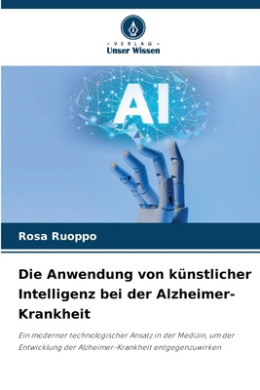 VERLAG
Unser Wissen
AI
Rosa Ruoppo
Die Anwendung von künstlicher
Intelligenz bei der Alzheimer-
Krankheit
Ein moderner technologischer Ansatz in der Medizin, um der
Entwicklung der Alzheimer-Krankheit entgegenzuwirken